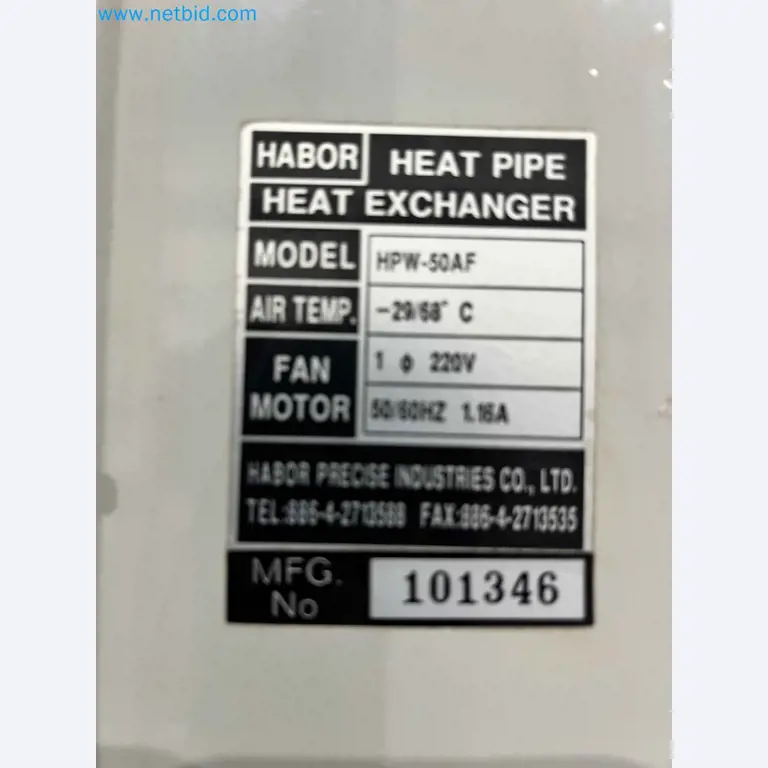 www.netbid.com
HABOR HEAT PIPE
HEAT EXCHANGER
MODEL HPW-50AF
AIR TEMP. -29/68° C
FAN MOTOR
1 φ 220V
50/60HZ 1.16A
HABOR PRECISE INDUSTRIES CO., LTD.
TEL:886-4-2713588 FAX:886-4-2713535
MFG. No 101346